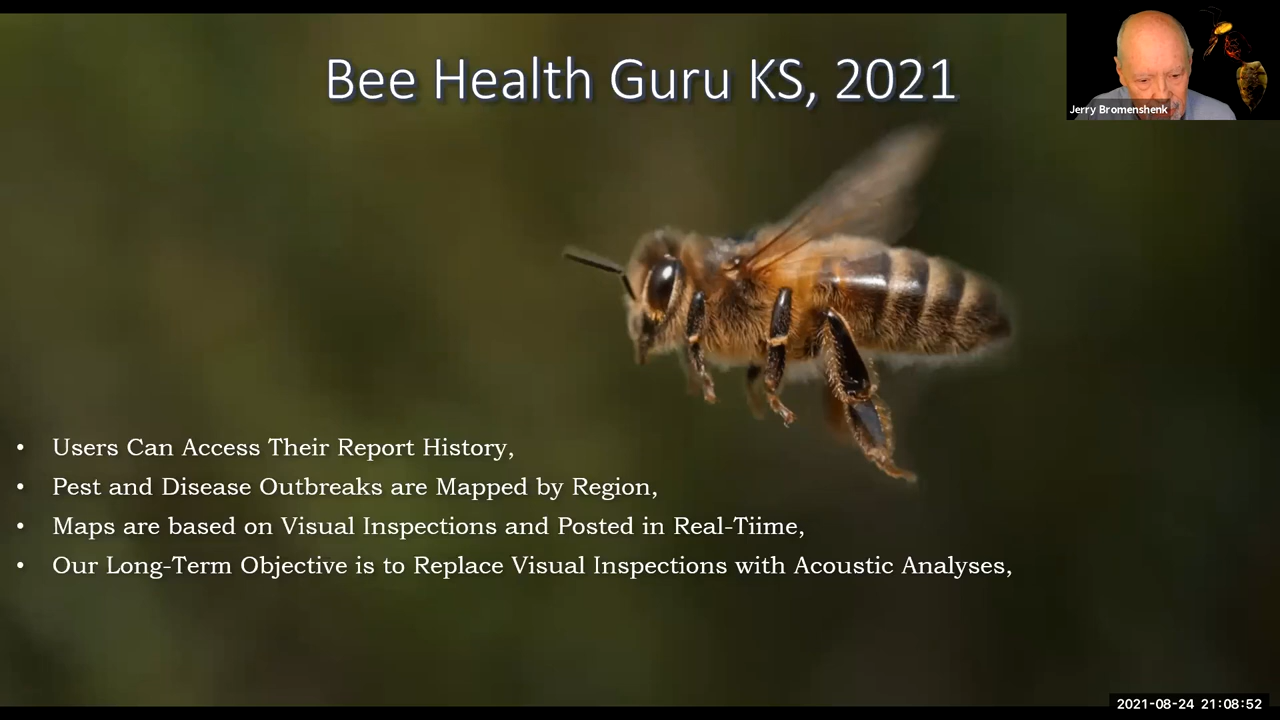 Bee Health Guru KS, 2021
Jerry Bromenshenk
• Users Can Access Their Report History,
• Pest and Disease Outbreaks are Mapped by Region,
• Maps are based on Visual Inspections and Posted in Real-Tiime,
• Our Long-Term Objective is to Replace Visual Inspections with Acoustic Analyses,
2021-08-24 21:08:52